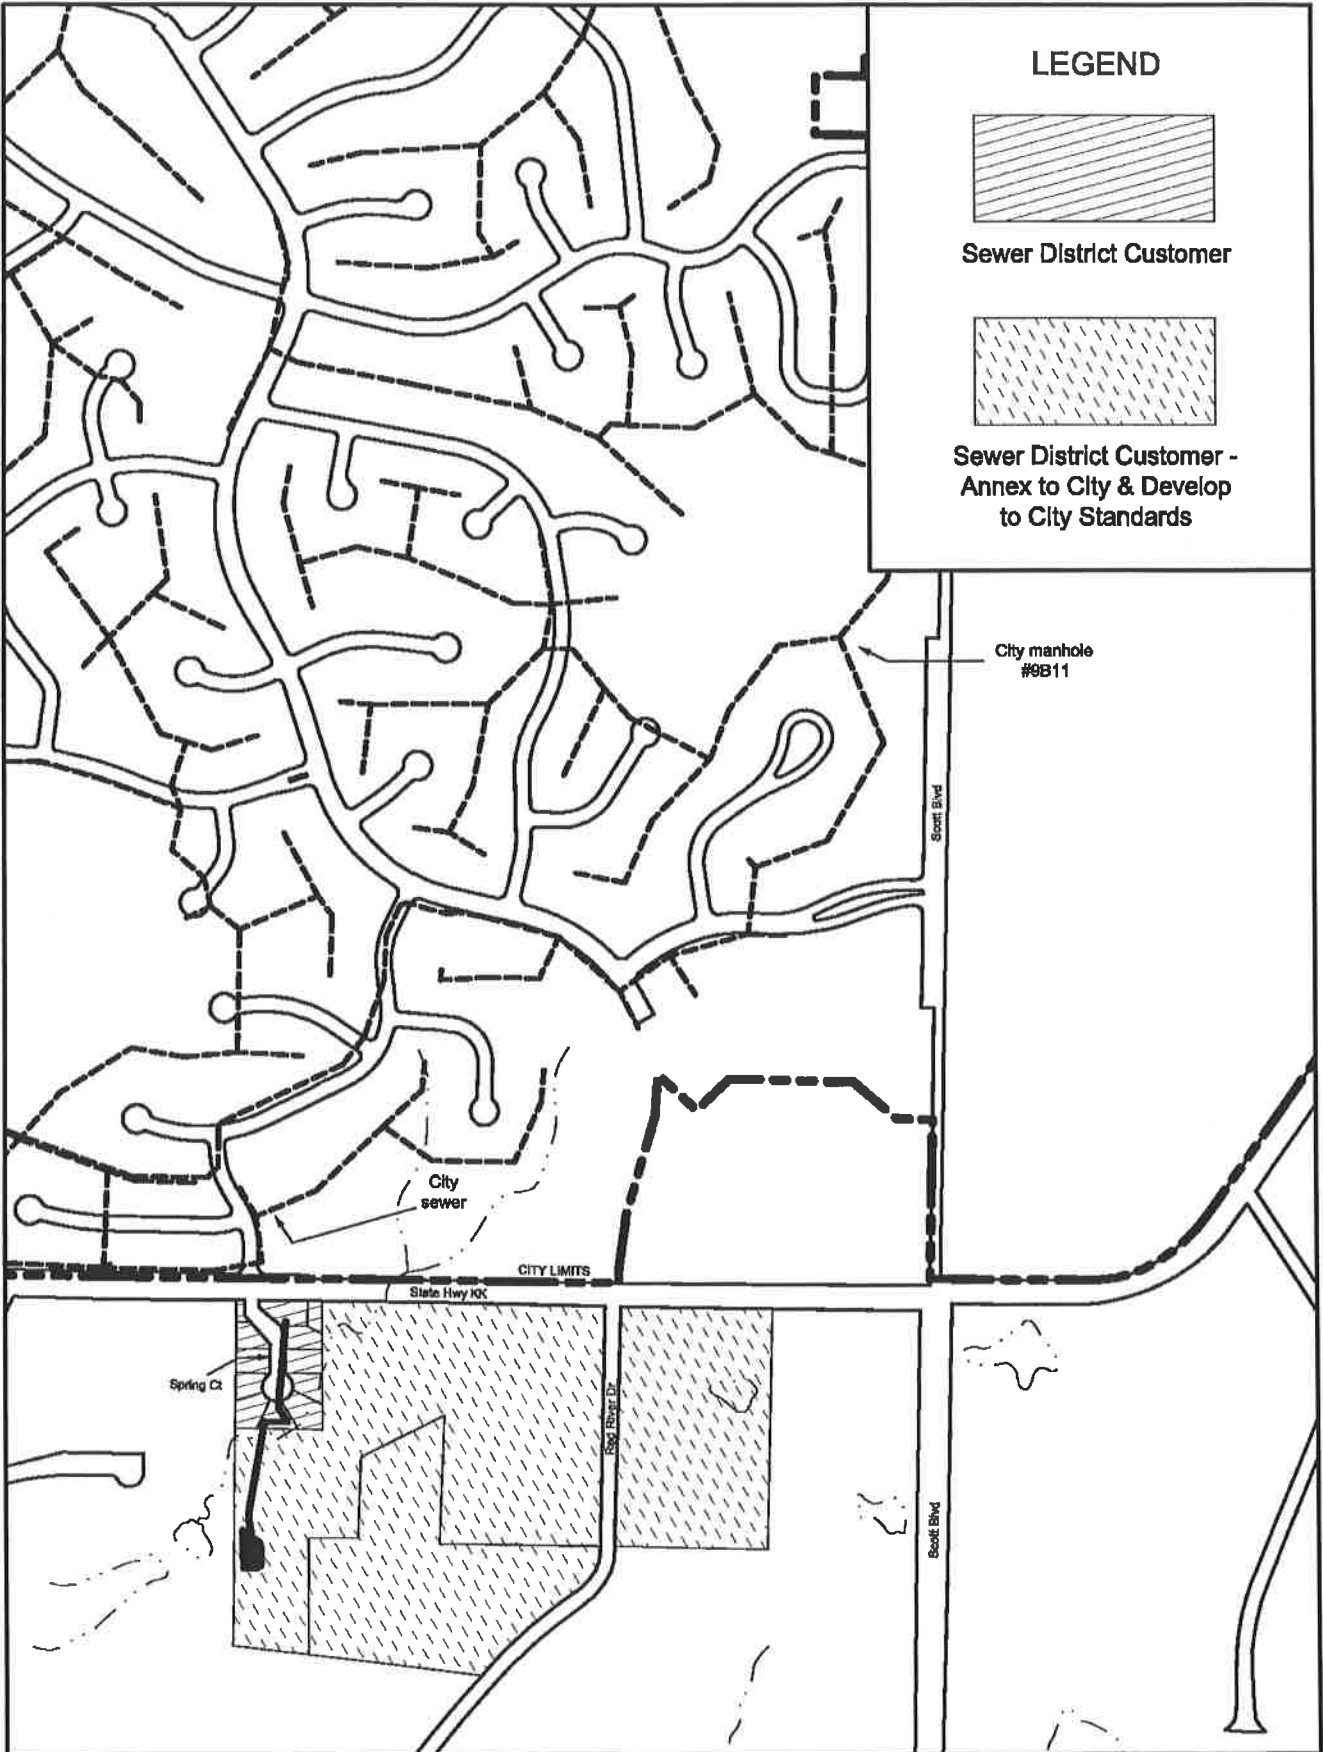 LEGEND
Sewer District Customer
Sewer District Customer -
Annex to City & Develop
to City Standards
City manhole
#9B11
Scott Blvd
City
sewer
CITY LIMITS
State Hwy KK
Spring Ct
Red River Dr
Scott Blvd